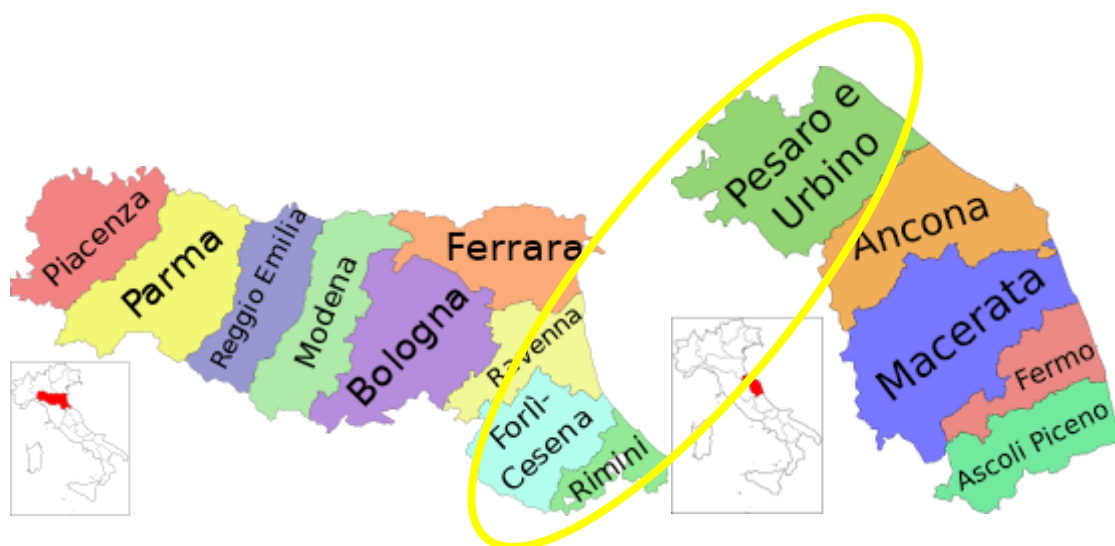 Piacenza
Parma
Reggio Emilia
Modena
Bologna
Ferrara
Ravenna
Forlì-
Cesena
Rimini
Pesaro e
Urbino
Ancona
Macerata
Fermo
Ascoli Piceno